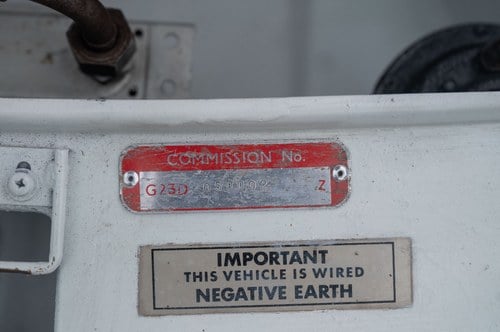 COMMISSION No.
G23D Z
IMPORTANT
THIS VEHICLE IS WIRED
NEGATIVE EARTH